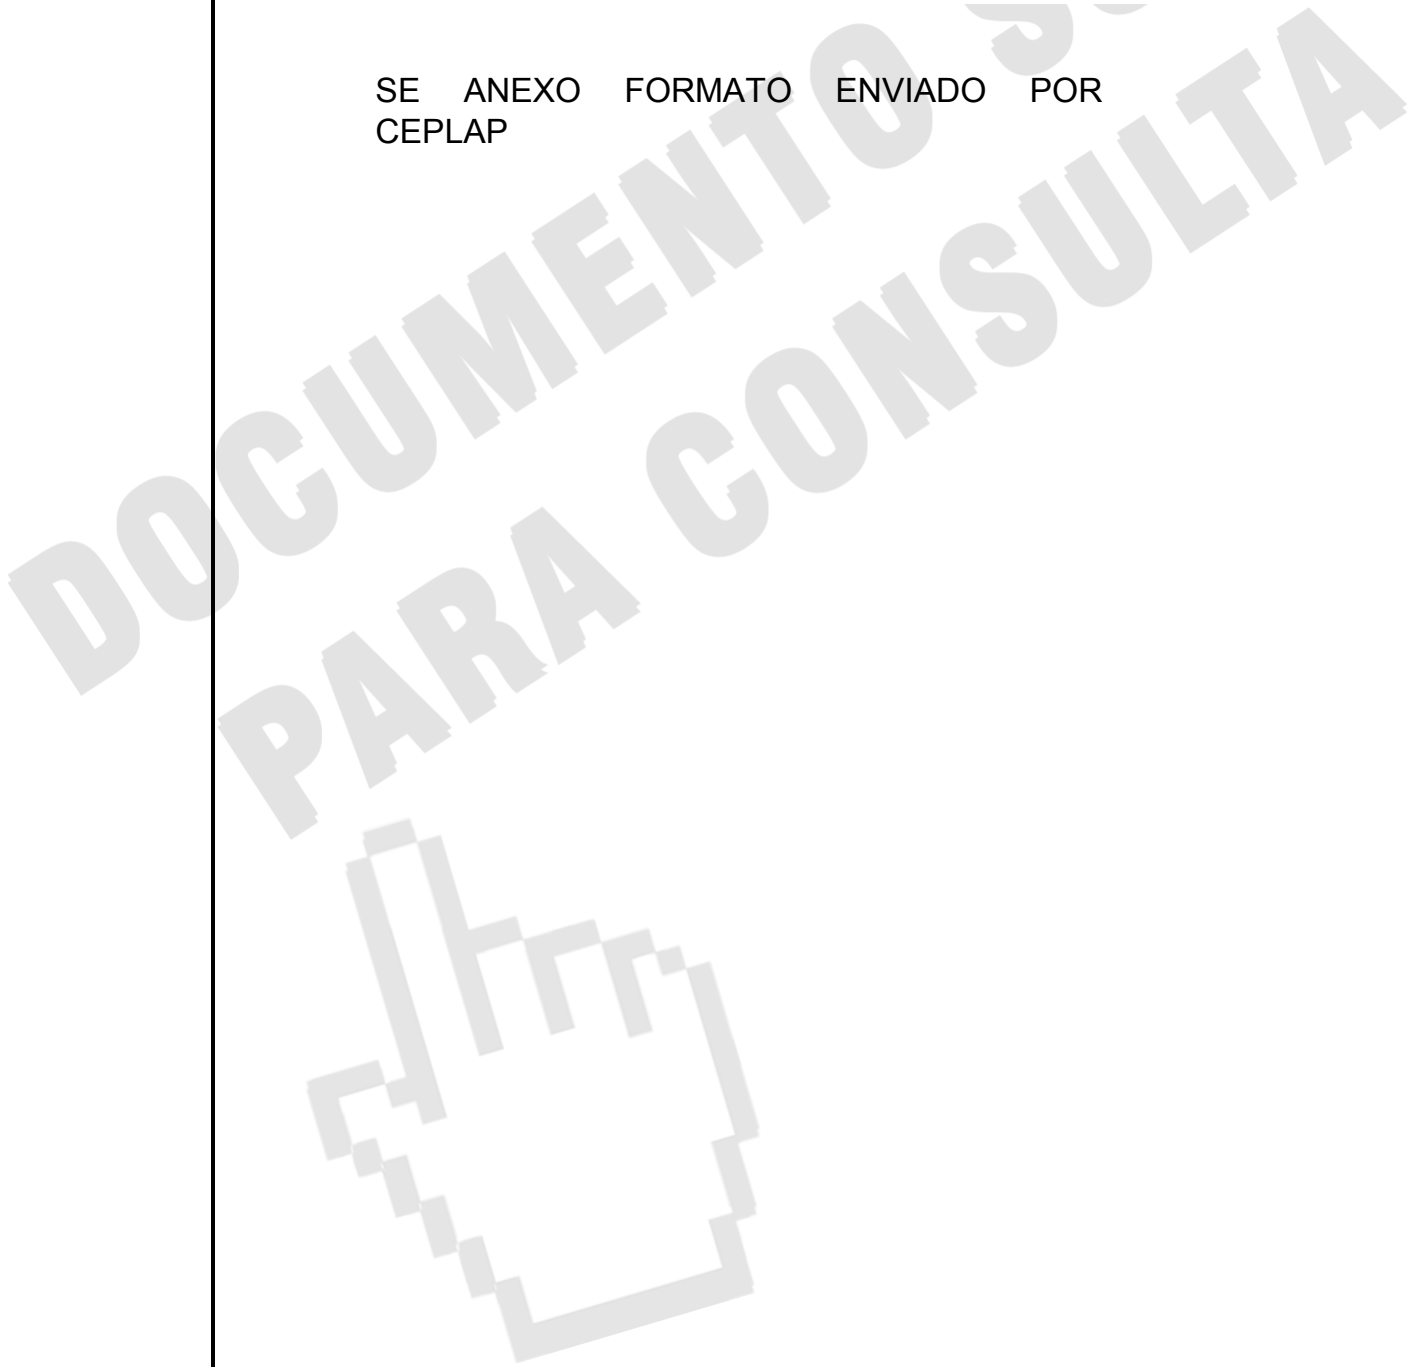 SE ANEXO FORMATO ENVIADO POR
CEPLAP
DOCUMENTO
PARA CONSULTA